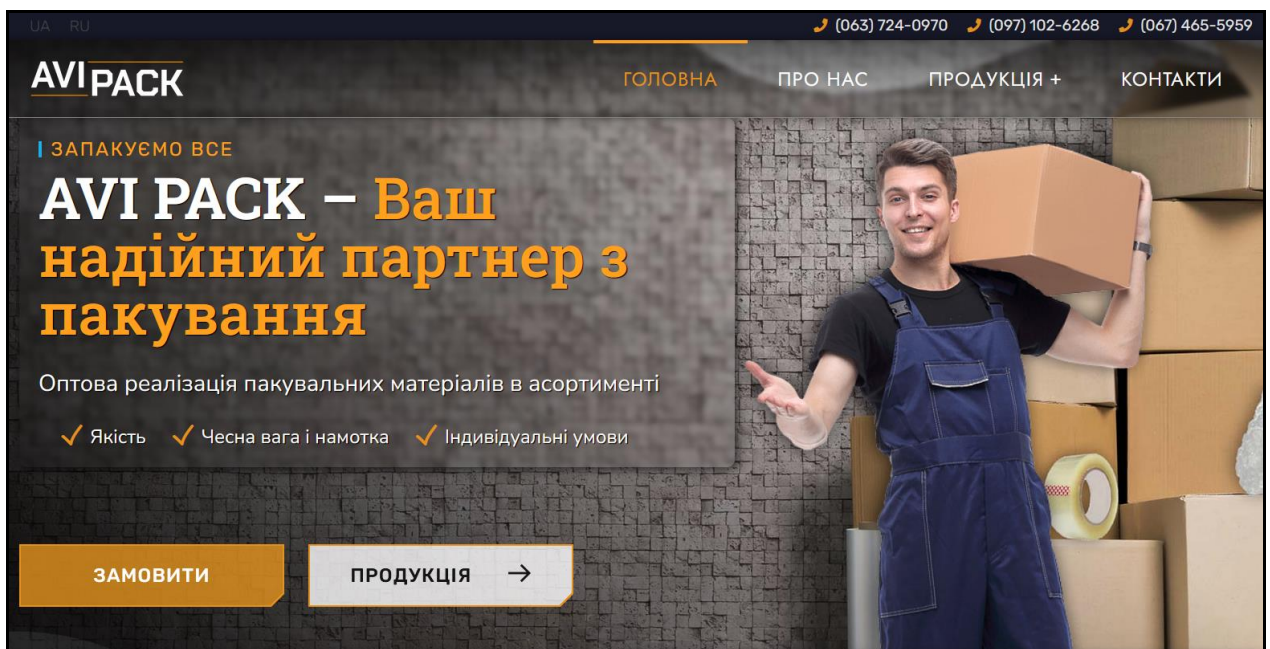 UA RU
(063) 724-0970 (097) 102-6268 (067) 465-5959
AVI PACK
ГОЛОВНА ПРО НАС ПРОДУКЦІЯ + КОНТАКТИ
ЗАПАКУЄМО ВСЕ
AVI PACK – Ваш
надійний партнер з
пакування
Оптова реалізація пакувальних матеріалів в асортименті
Якість Чесна вага і намотка Індивідуальні умови
ЗАМОВИТИ ПРОДУКЦІЯ →